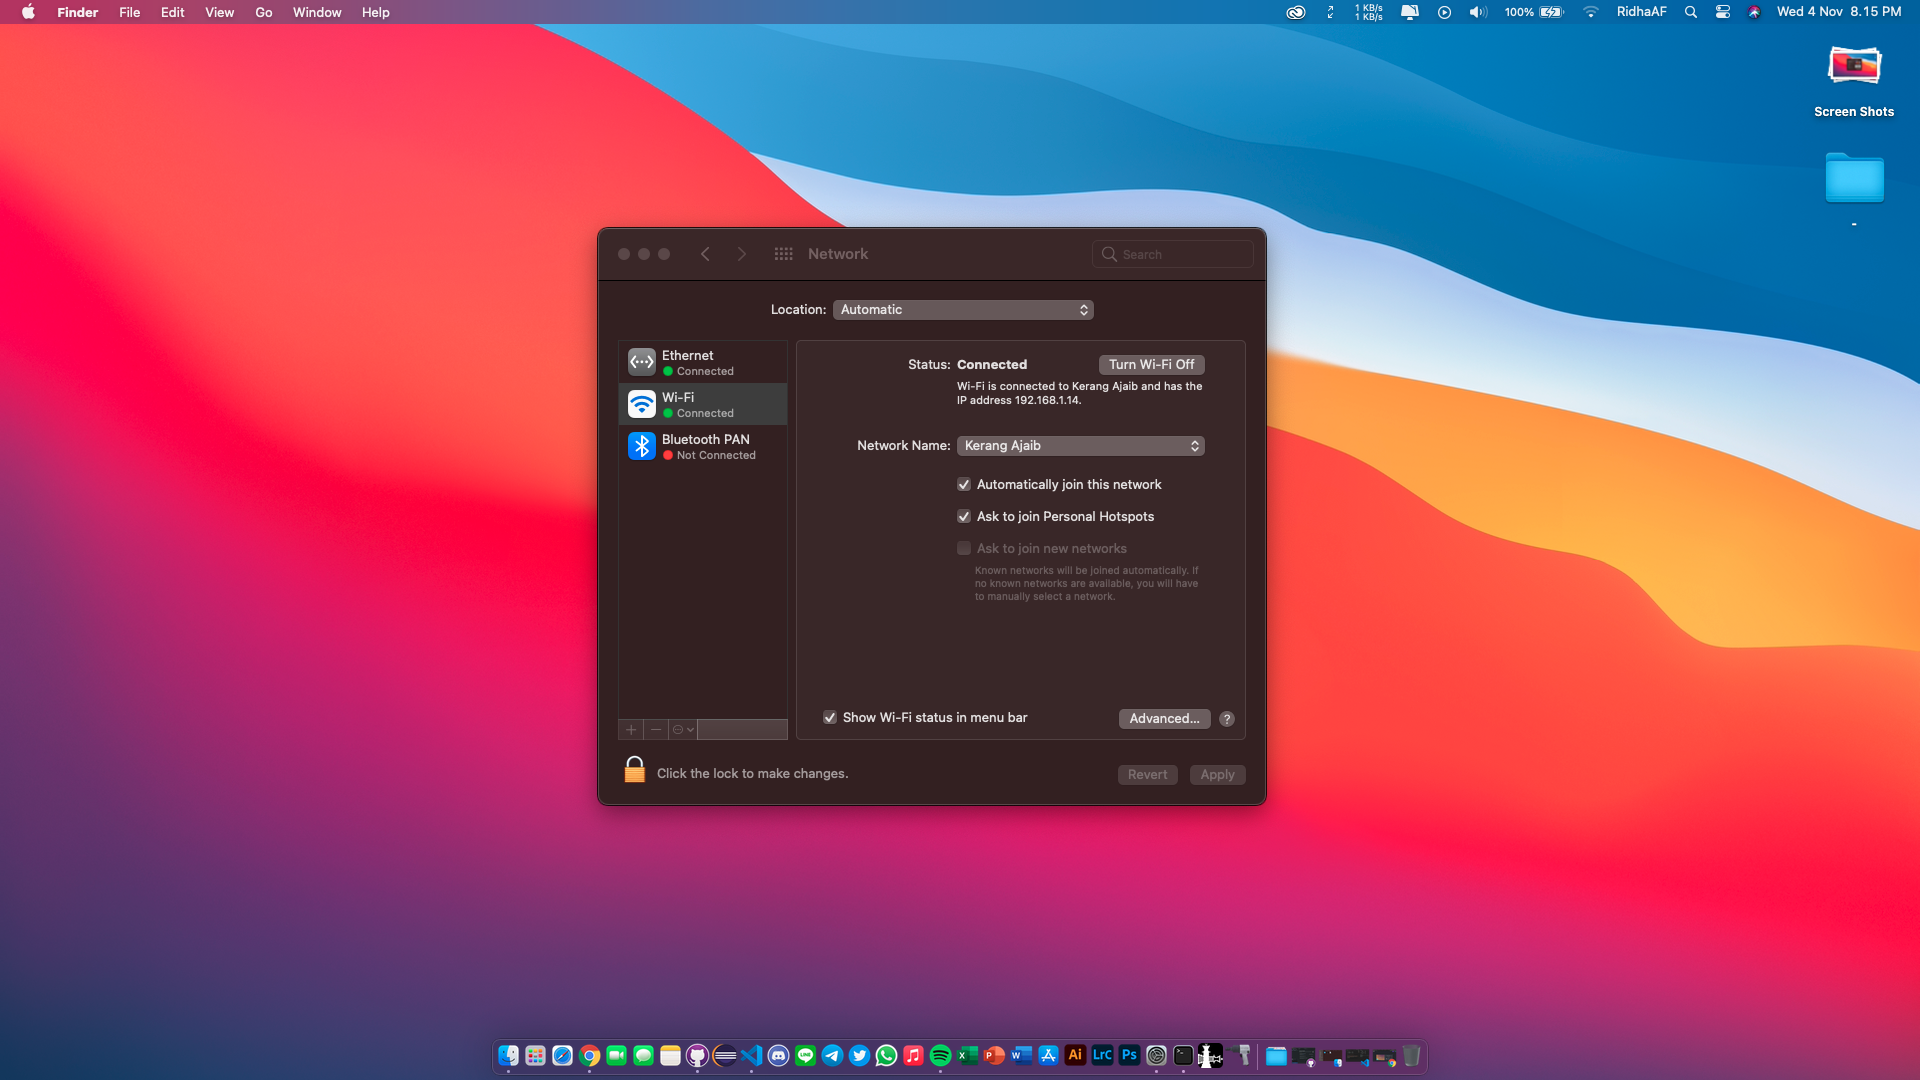 Finder File Edit View Go Window Help
1 KB/s
1 KB/s
100%
RidhaAF
Wed 4 Nov 8.15 PM
Screen Shots
-
Network
Search
Location: Automatic
Ethernet
Connected
Wi-Fi
Connected
Bluetooth PAN
Not Connected
Status: Connected
Turn Wi-Fi Off
Wi-Fi is connected to Kerang Ajaib and has the
IP address 192.168.1.14.
Network Name: Kerang Ajaib
Automatically join this network
Ask to join Personal Hotspots
Ask to join new networks
Known networks will be joined automatically. If
no known networks are available, you will have
to manually select a network.
Show Wi-Fi status in menu bar
Advanced...
?
Click the lock to make changes.
Revert
Apply
LINE
X
P
W
Ai
LrC
Ps